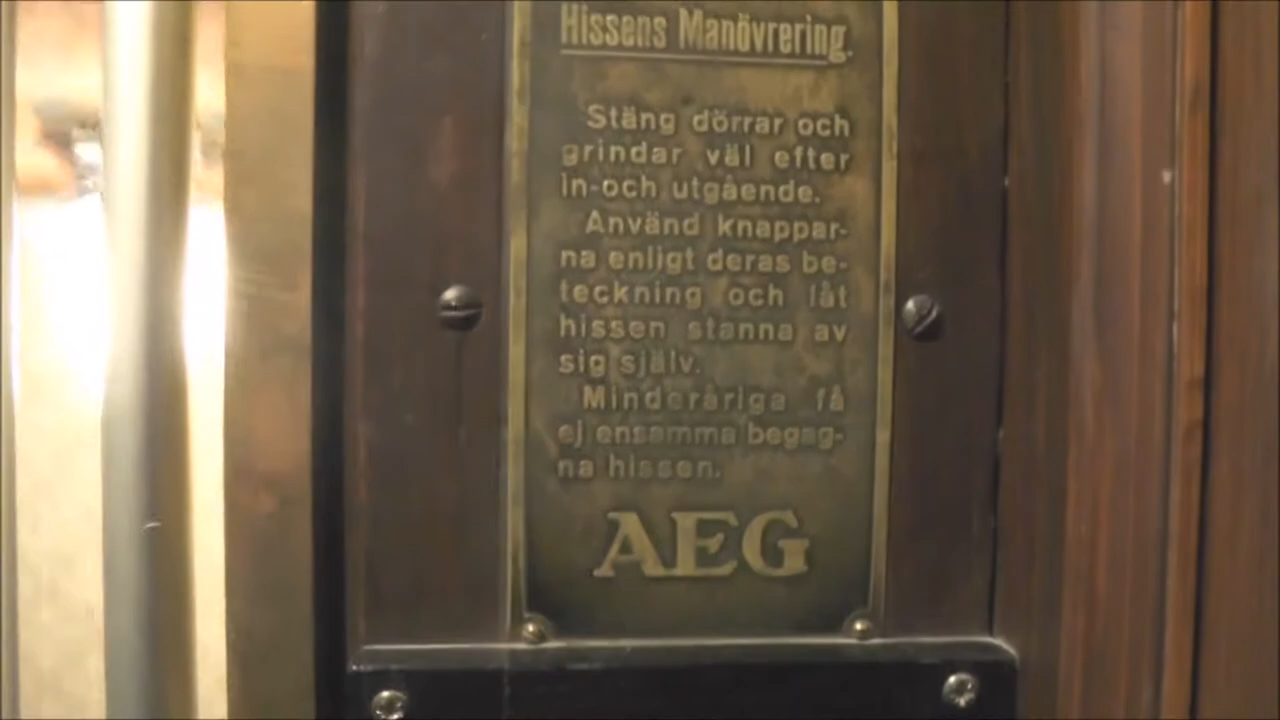 Hissens Manövrering.
Stäng dörrar och
grindar väl efter
in-och utgående.
Använd knappar-
na enligt deras be-
teckning och låt
hissen stanna av
sig själv.
Minderåriga få
ej ensamma begag-
na hissen.
AEG